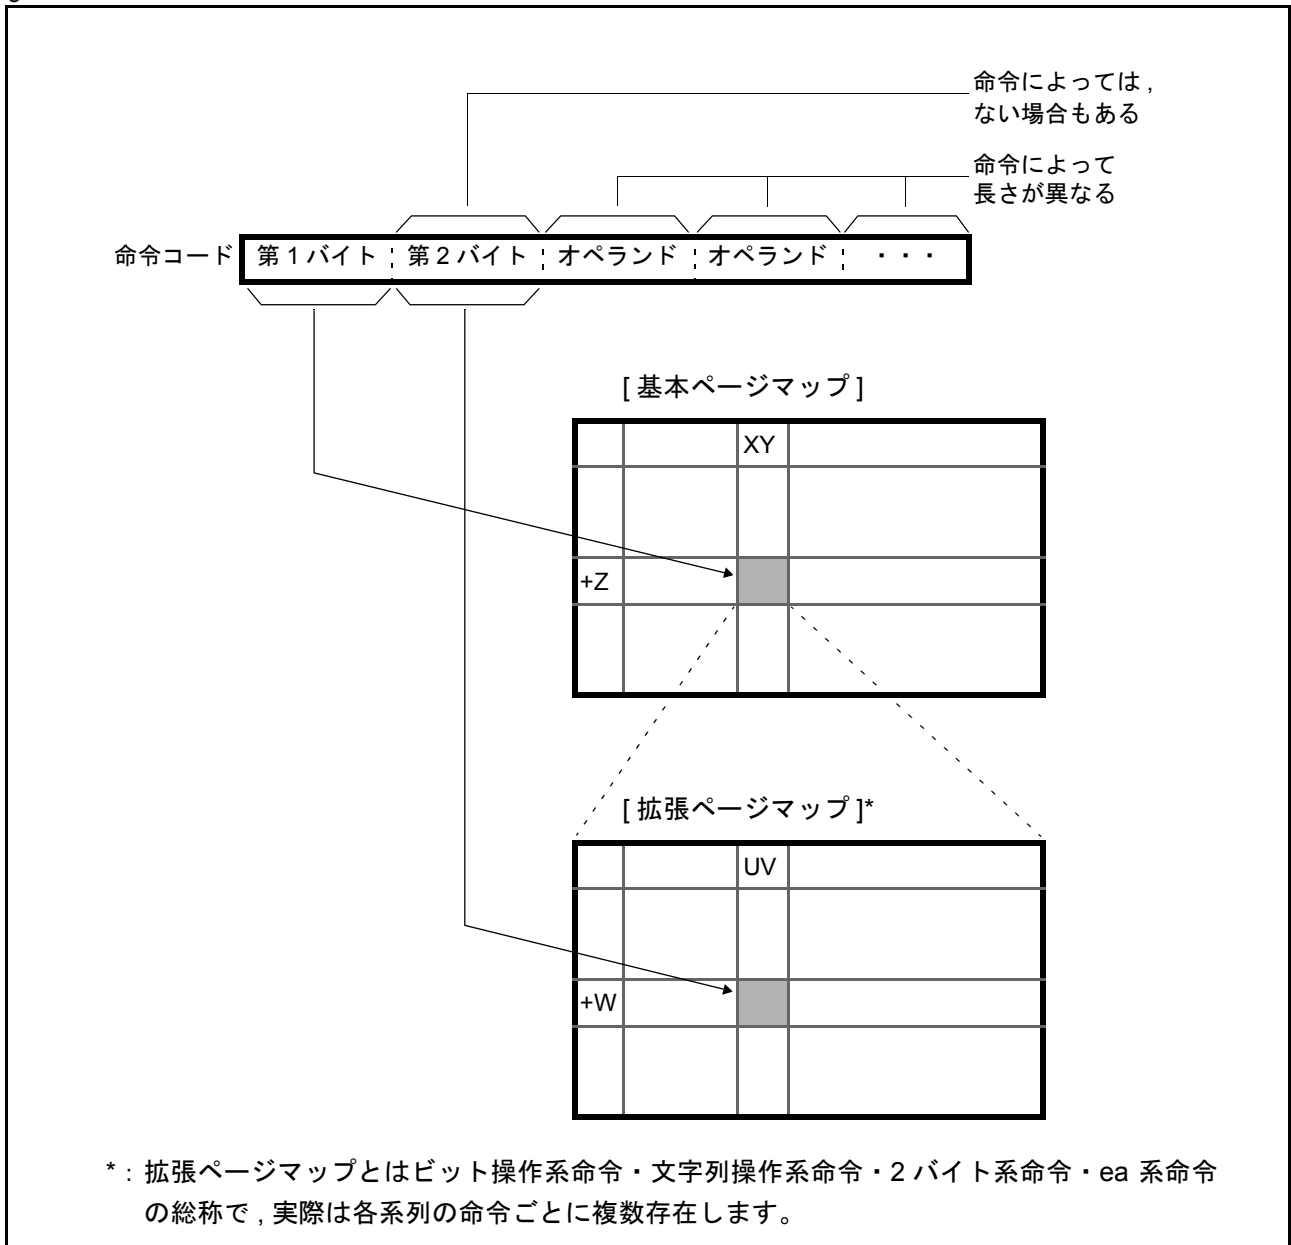 命令によっては ,
ない場合もある
命令によって
長さが異なる
命令コード 第 1 バイト 第 2 バイト オペランド オペランド ・・・
[ 基本ページマップ ]
XY
+Z
[ 拡張ページマップ ]*
UV
+W
* : 拡張ページマップとはビット操作系命令・文字列操作系命令・2 バイト系命令・ea 系命令
の総称で , 実際は各系列の命令ごとに複数存在します。